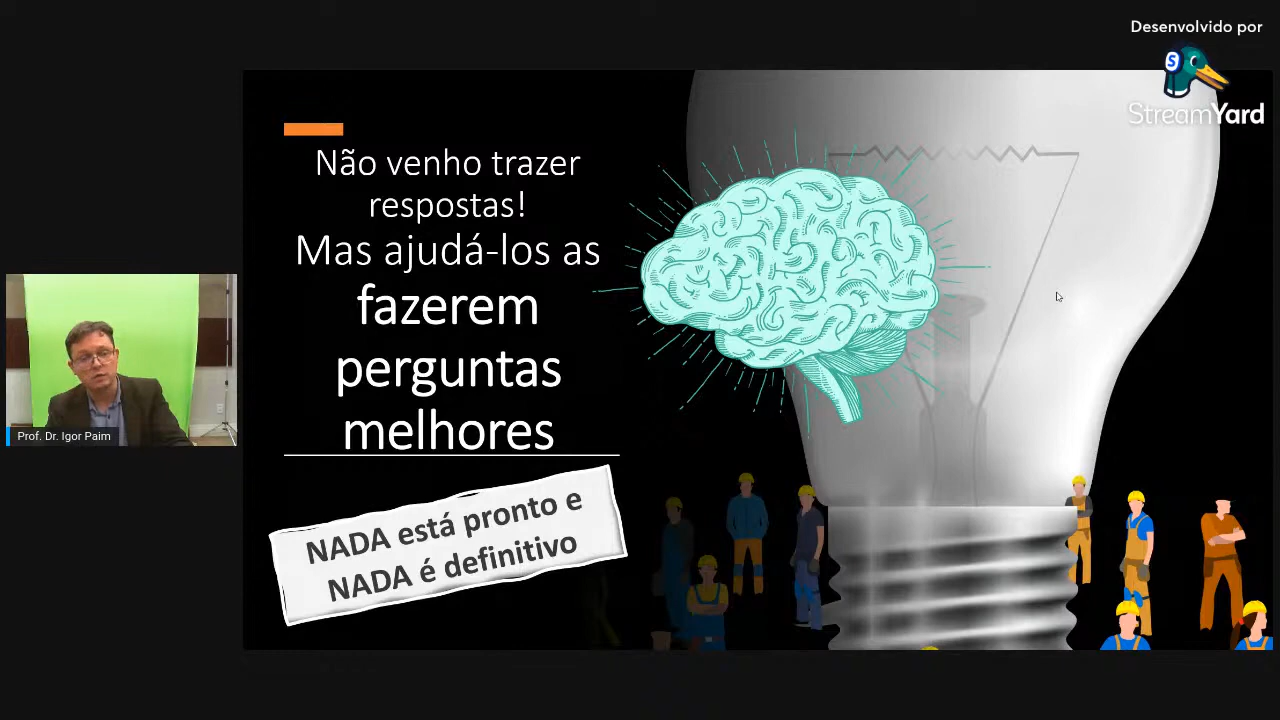 Desenvolvido por
S
StreamYard
Não venho trazer
respostas!
Mas ajudá-los as
fazerem
perguntas
melhores
NADA está pronto e
NADA é definitivo
Prof. Dr. Igor Paim